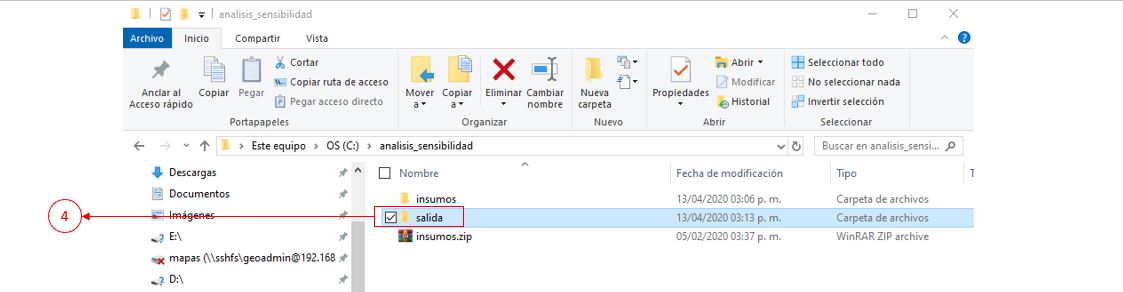 analisis_sensibilidad
Archivo Inicio Compartir Vista
Anclar al Acceso rápido
Copiar
Pegar
Cortar
Copiar ruta de acceso
Pegar acceso directo
Portapapeles
Mover a
Copiar a
Eliminar
Cambiar nombre
Organizar
Nueva carpeta
Nuevo
Propiedades
Abrir
Modificar
Historial
Abrir
Seleccionar todo
No seleccionar nada
Invertir selección
Seleccionar
Este equipo > OS (C:) > analisis_sensibilidad
Buscar en analisis_sensi...
Descargas
Documentos
Imágenes
E:\
mapas (\\sshfs\geoadmin@192.168
D:\
Nombre Fecha de modificación Tipo T
insumos 13/04/2020 03:06 p. m. Carpeta de archivos
salida 13/04/2020 03:13 p. m. Carpeta de archivos
insumos.zip 05/02/2020 03:37 p. m. WinRAR ZIP archive
4